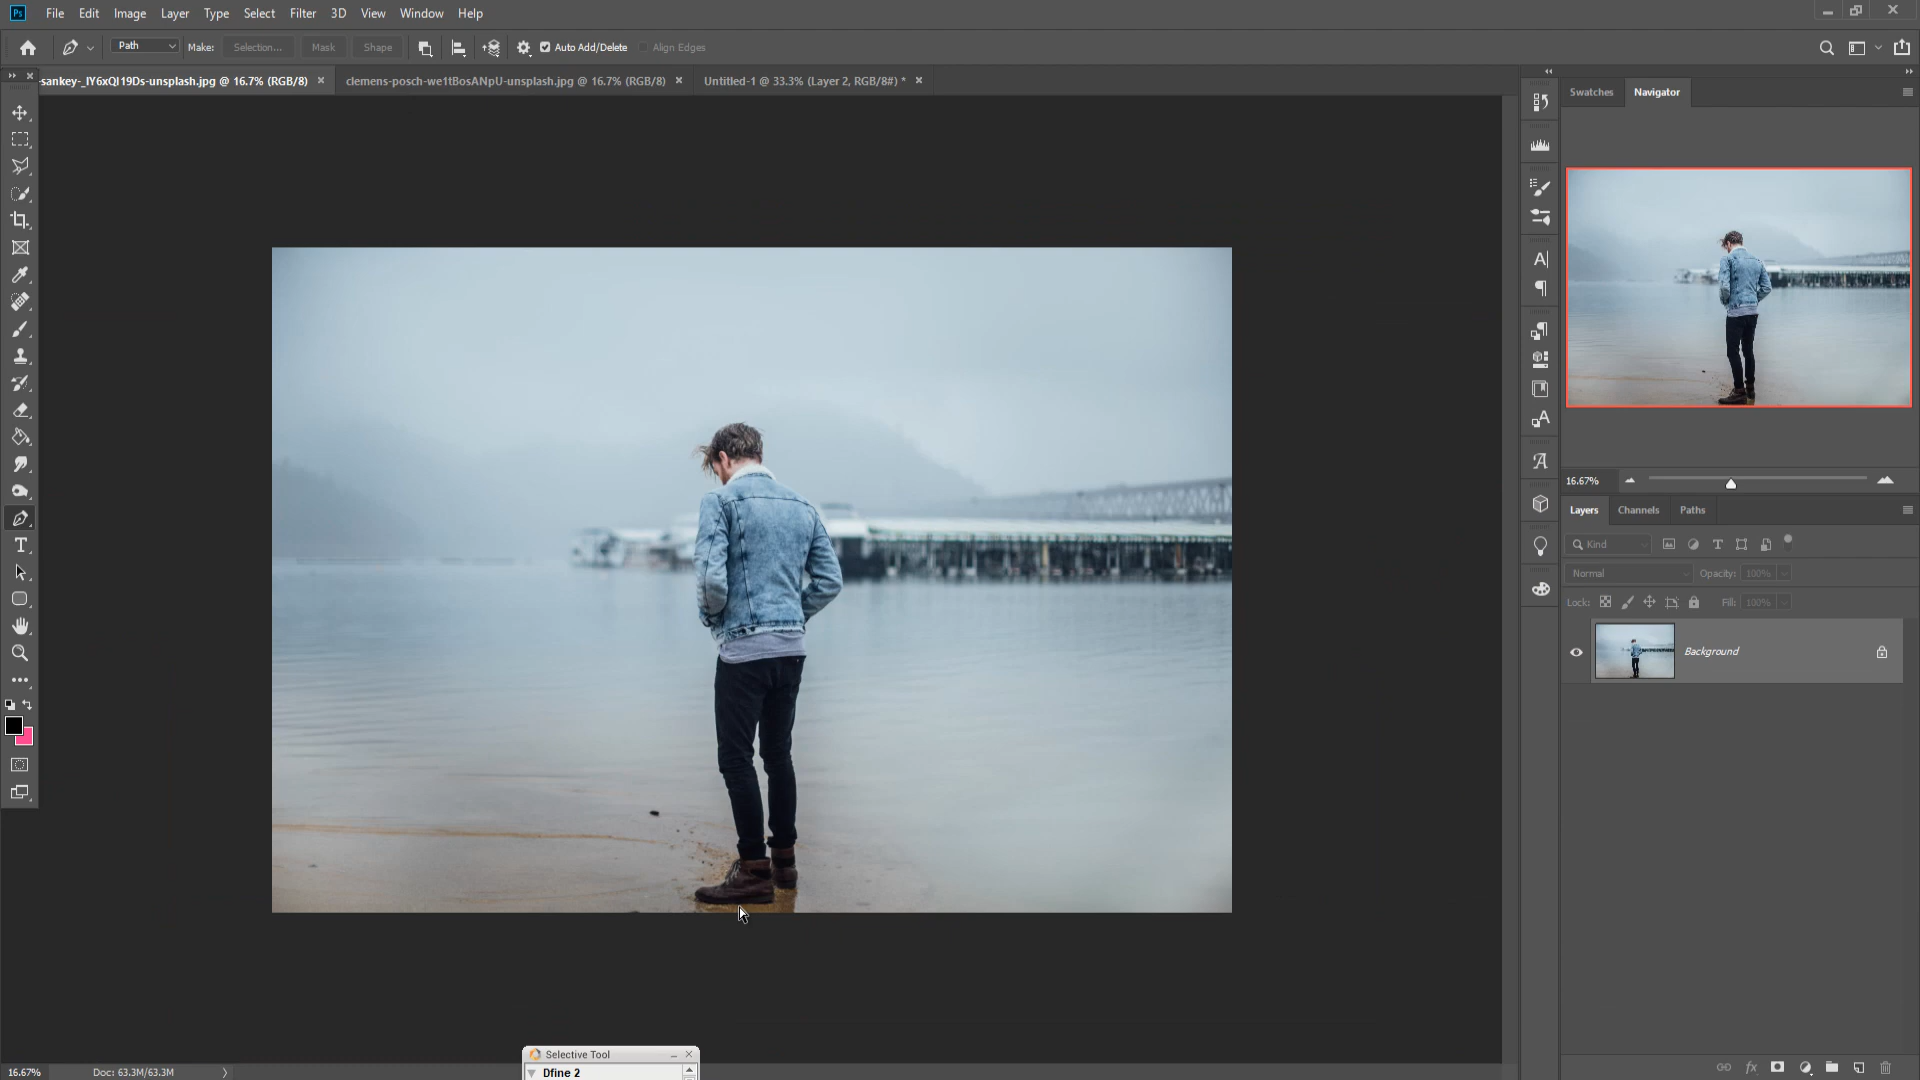 Ps File Edit Image Layer Type Select Filter 3D View Window Help
Path Make: Selection... Mask Shape Auto Add/Delete Align Edges
sankey-_IY6xQI19Ds-unsplash.jpg @ 16.7% (RGB/8) × clemens-posch-we1tBosANpU-unsplash.jpg @ 16.7% (RGB/8) × Untitled-1 @ 33.3% (Layer 2, RGB/8#) * ×
Swatches Navigator
16.67%
Layers Channels Paths
Kind
Normal Opacity: 100%
Lock: Fill: 100%
Background
Selective Tool
Dfine 2
16.67% Doc: 63.3M/63.3M